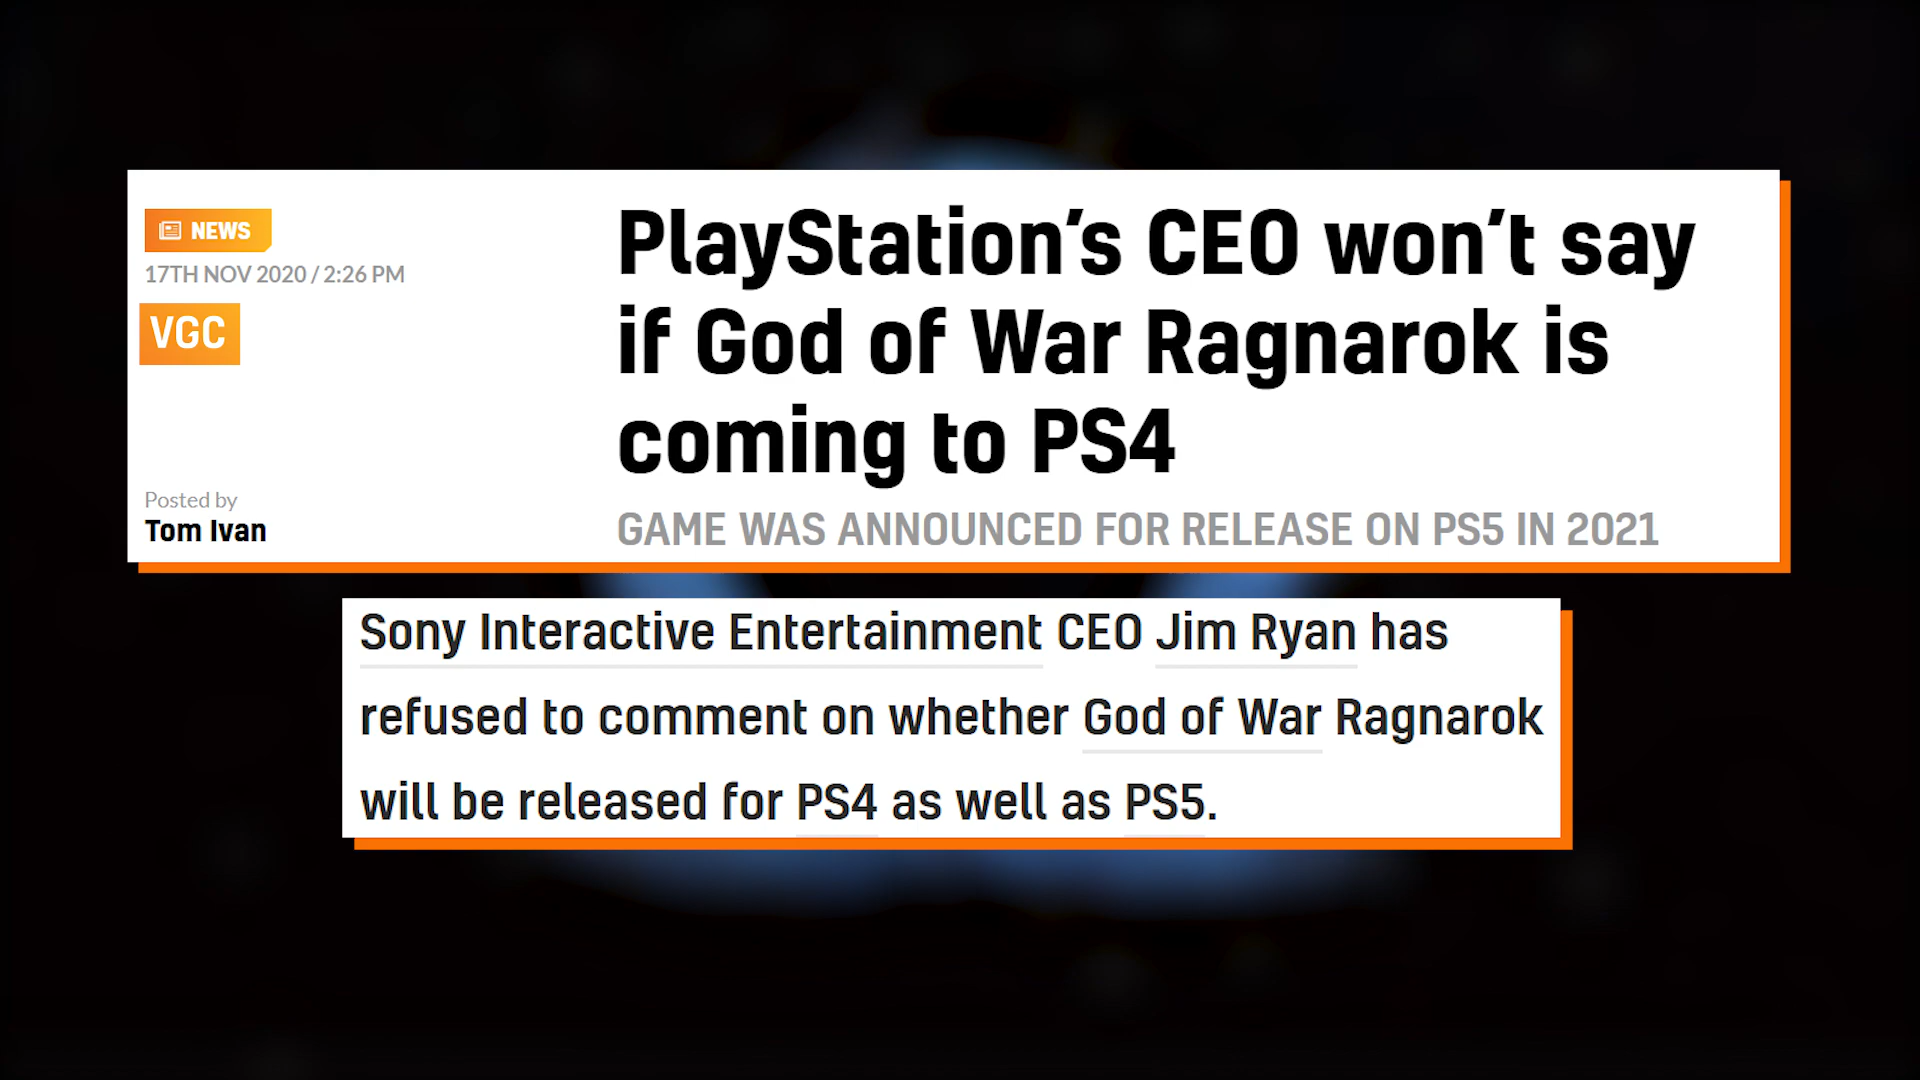 NEWS
17TH NOV 2020 / 2:26 PM
VGC
Posted by
Tom Ivan
PlayStation’s CEO won’t say
if God of War Ragnarok is
coming to PS4
GAME WAS ANNOUNCED FOR RELEASE ON PS5 IN 2021
Sony Interactive Entertainment CEO Jim Ryan has
refused to comment on whether God of War Ragnarok
will be released for PS4 as well as PS5.